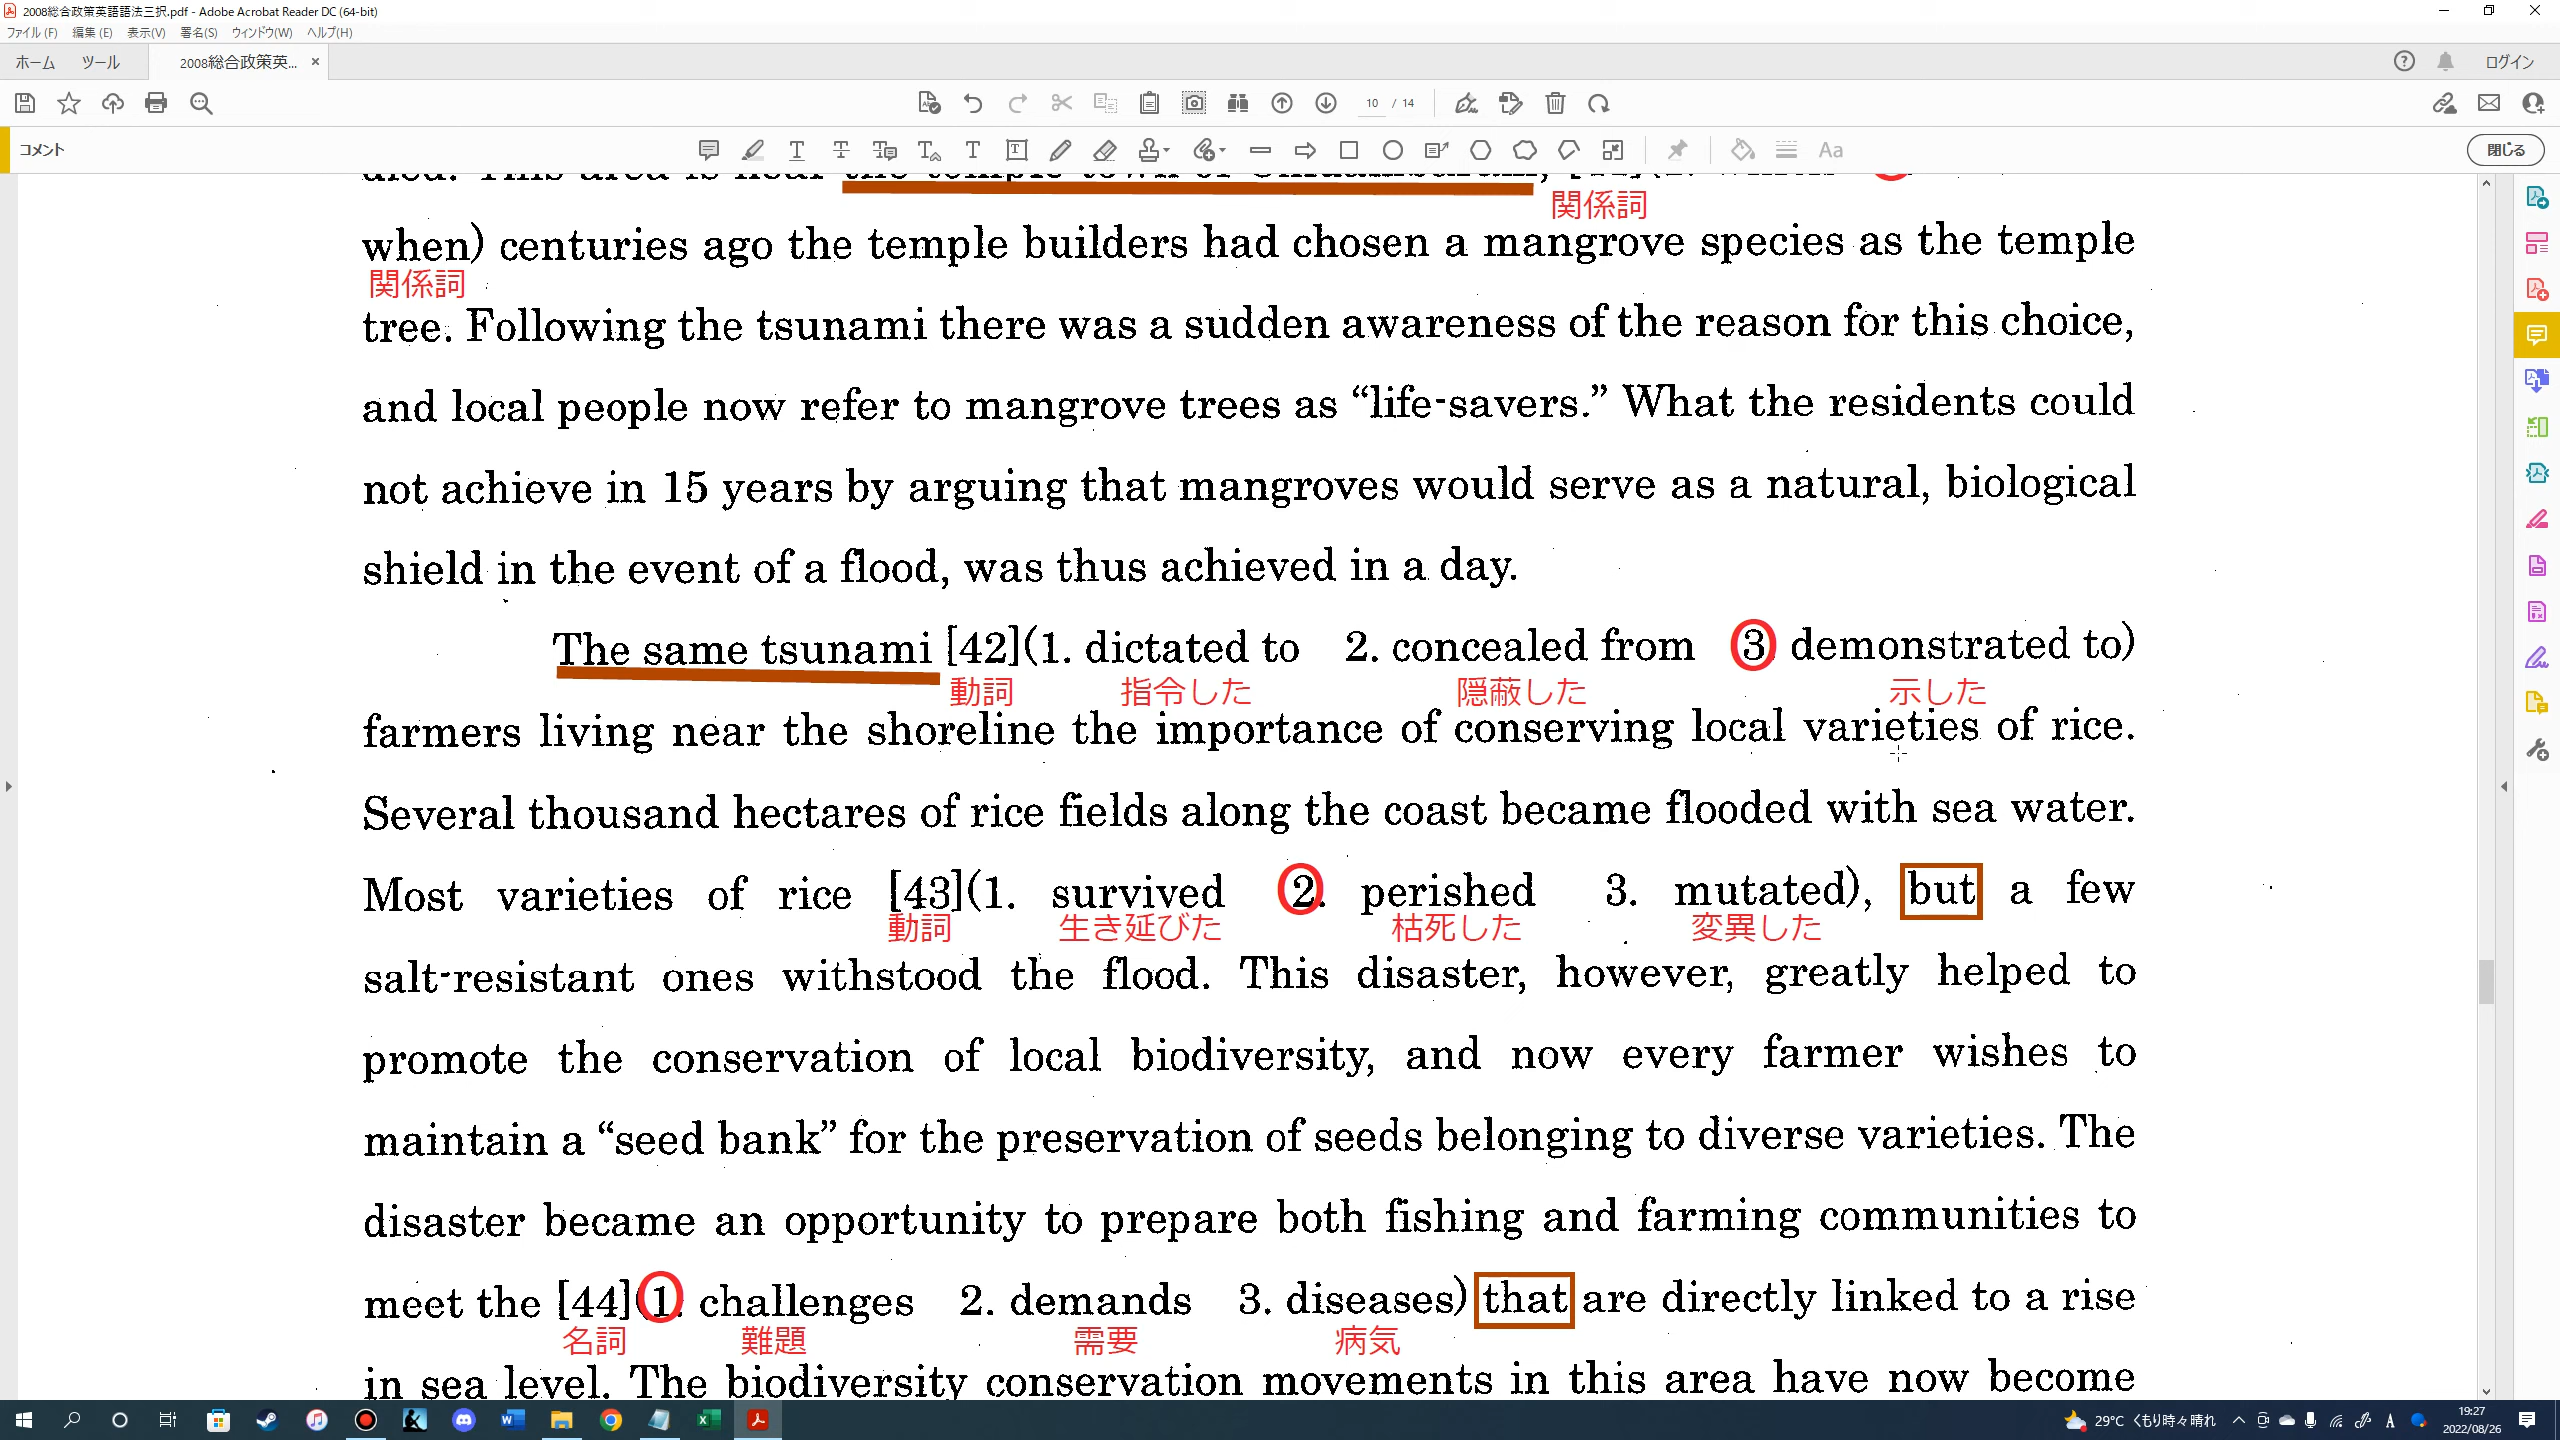 2008総合政策英語語法三択.pdf - Adobe Acrobat Reader DC (64-bit)
ファイル(F) 編集(E) 表示(V) 署名(S) ウィンドウ(W) ヘルプ(H)
ホーム ツール 2008総合政策英... × ログイン
10 / 14
コメント 閉じる
関係詞
when) centuries ago the temple builders had chosen a mangrove species as the temple
関係詞
tree. Following the tsunami there was a sudden awareness of the reason for this choice,
and local people now refer to mangrove trees as “life-savers.” What the residents could
not achieve in 15 years by arguing that mangroves would serve as a natural, biological
shield in the event of a flood, was thus achieved in a day.
The same tsunami [42](1. dictated to 2. concealed from 3. demonstrated to)
動詞 指令した 隠蔽した 示した
farmers living near the shoreline the importance of conserving local varieties of rice.
Several thousand hectares of rice fields along the coast became flooded with sea water.
Most varieties of rice [43](1. survived 2. perished 3. mutated), but a few
動詞 生き延びた 枯死した 変異した
salt-resistant ones withstood the flood. This disaster, however, greatly helped to
promote the conservation of local biodiversity, and now every farmer wishes to
maintain a “seed bank” for the preservation of seeds belonging to diverse varieties. The
disaster became an opportunity to prepare both fishing and farming communities to
meet the [44](1. challenges 2. demands 3. diseases) that are directly linked to a rise
名詞 難題 需要 病気
in sea level. The biodiversity conservation movements in this area have now become
29°C くもり時々晴れ A 19:27
2022/08/26